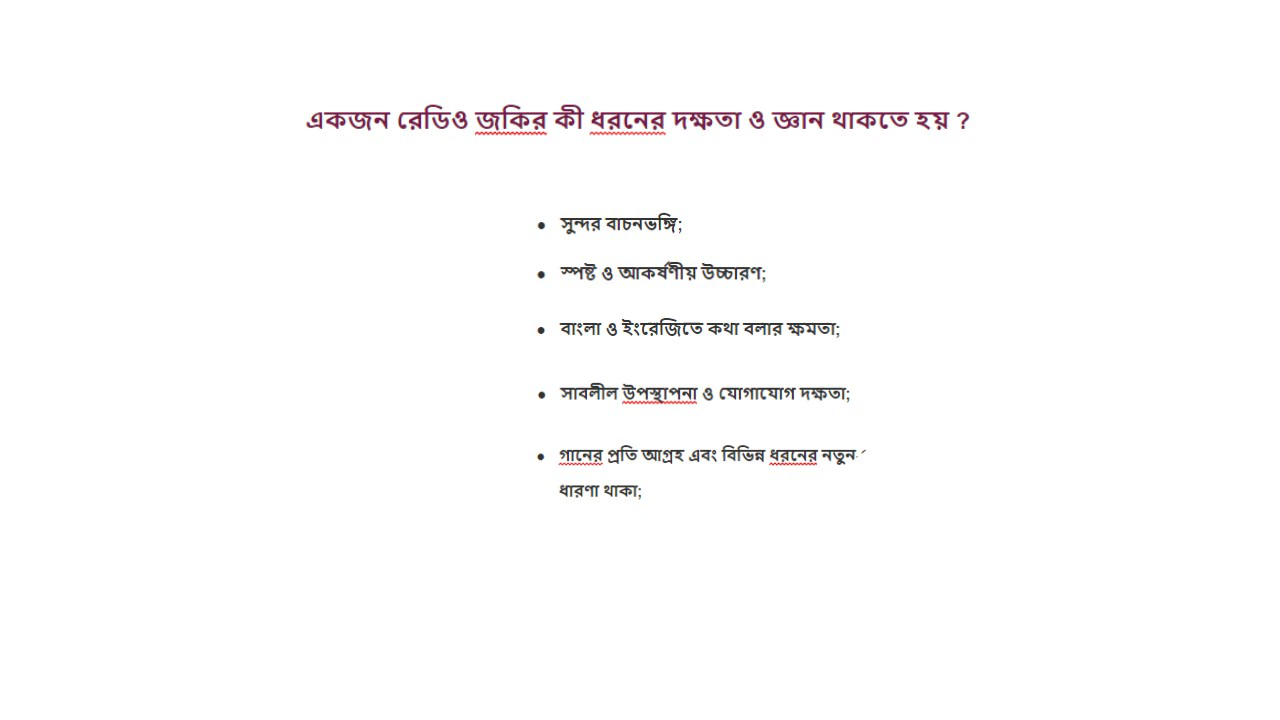 একজন রেডিও জকির কী ধরনের দক্ষতা ও জ্ঞান থাকতে হয় ?
• সুন্দর বাচনভঙ্গি;
• স্পষ্ট ও আকর্ষণীয় উচ্চারণ;
• বাংলা ও ইংরেজিতে কথা বলার ক্ষমতা;
• সাবলীল উপস্থাপনা ও যোগাযোগ দক্ষতা;
• গানের প্রতি আগ্রহ এবং বিভিন্ন ধরনের নতুন-
ধারণা থাকা;